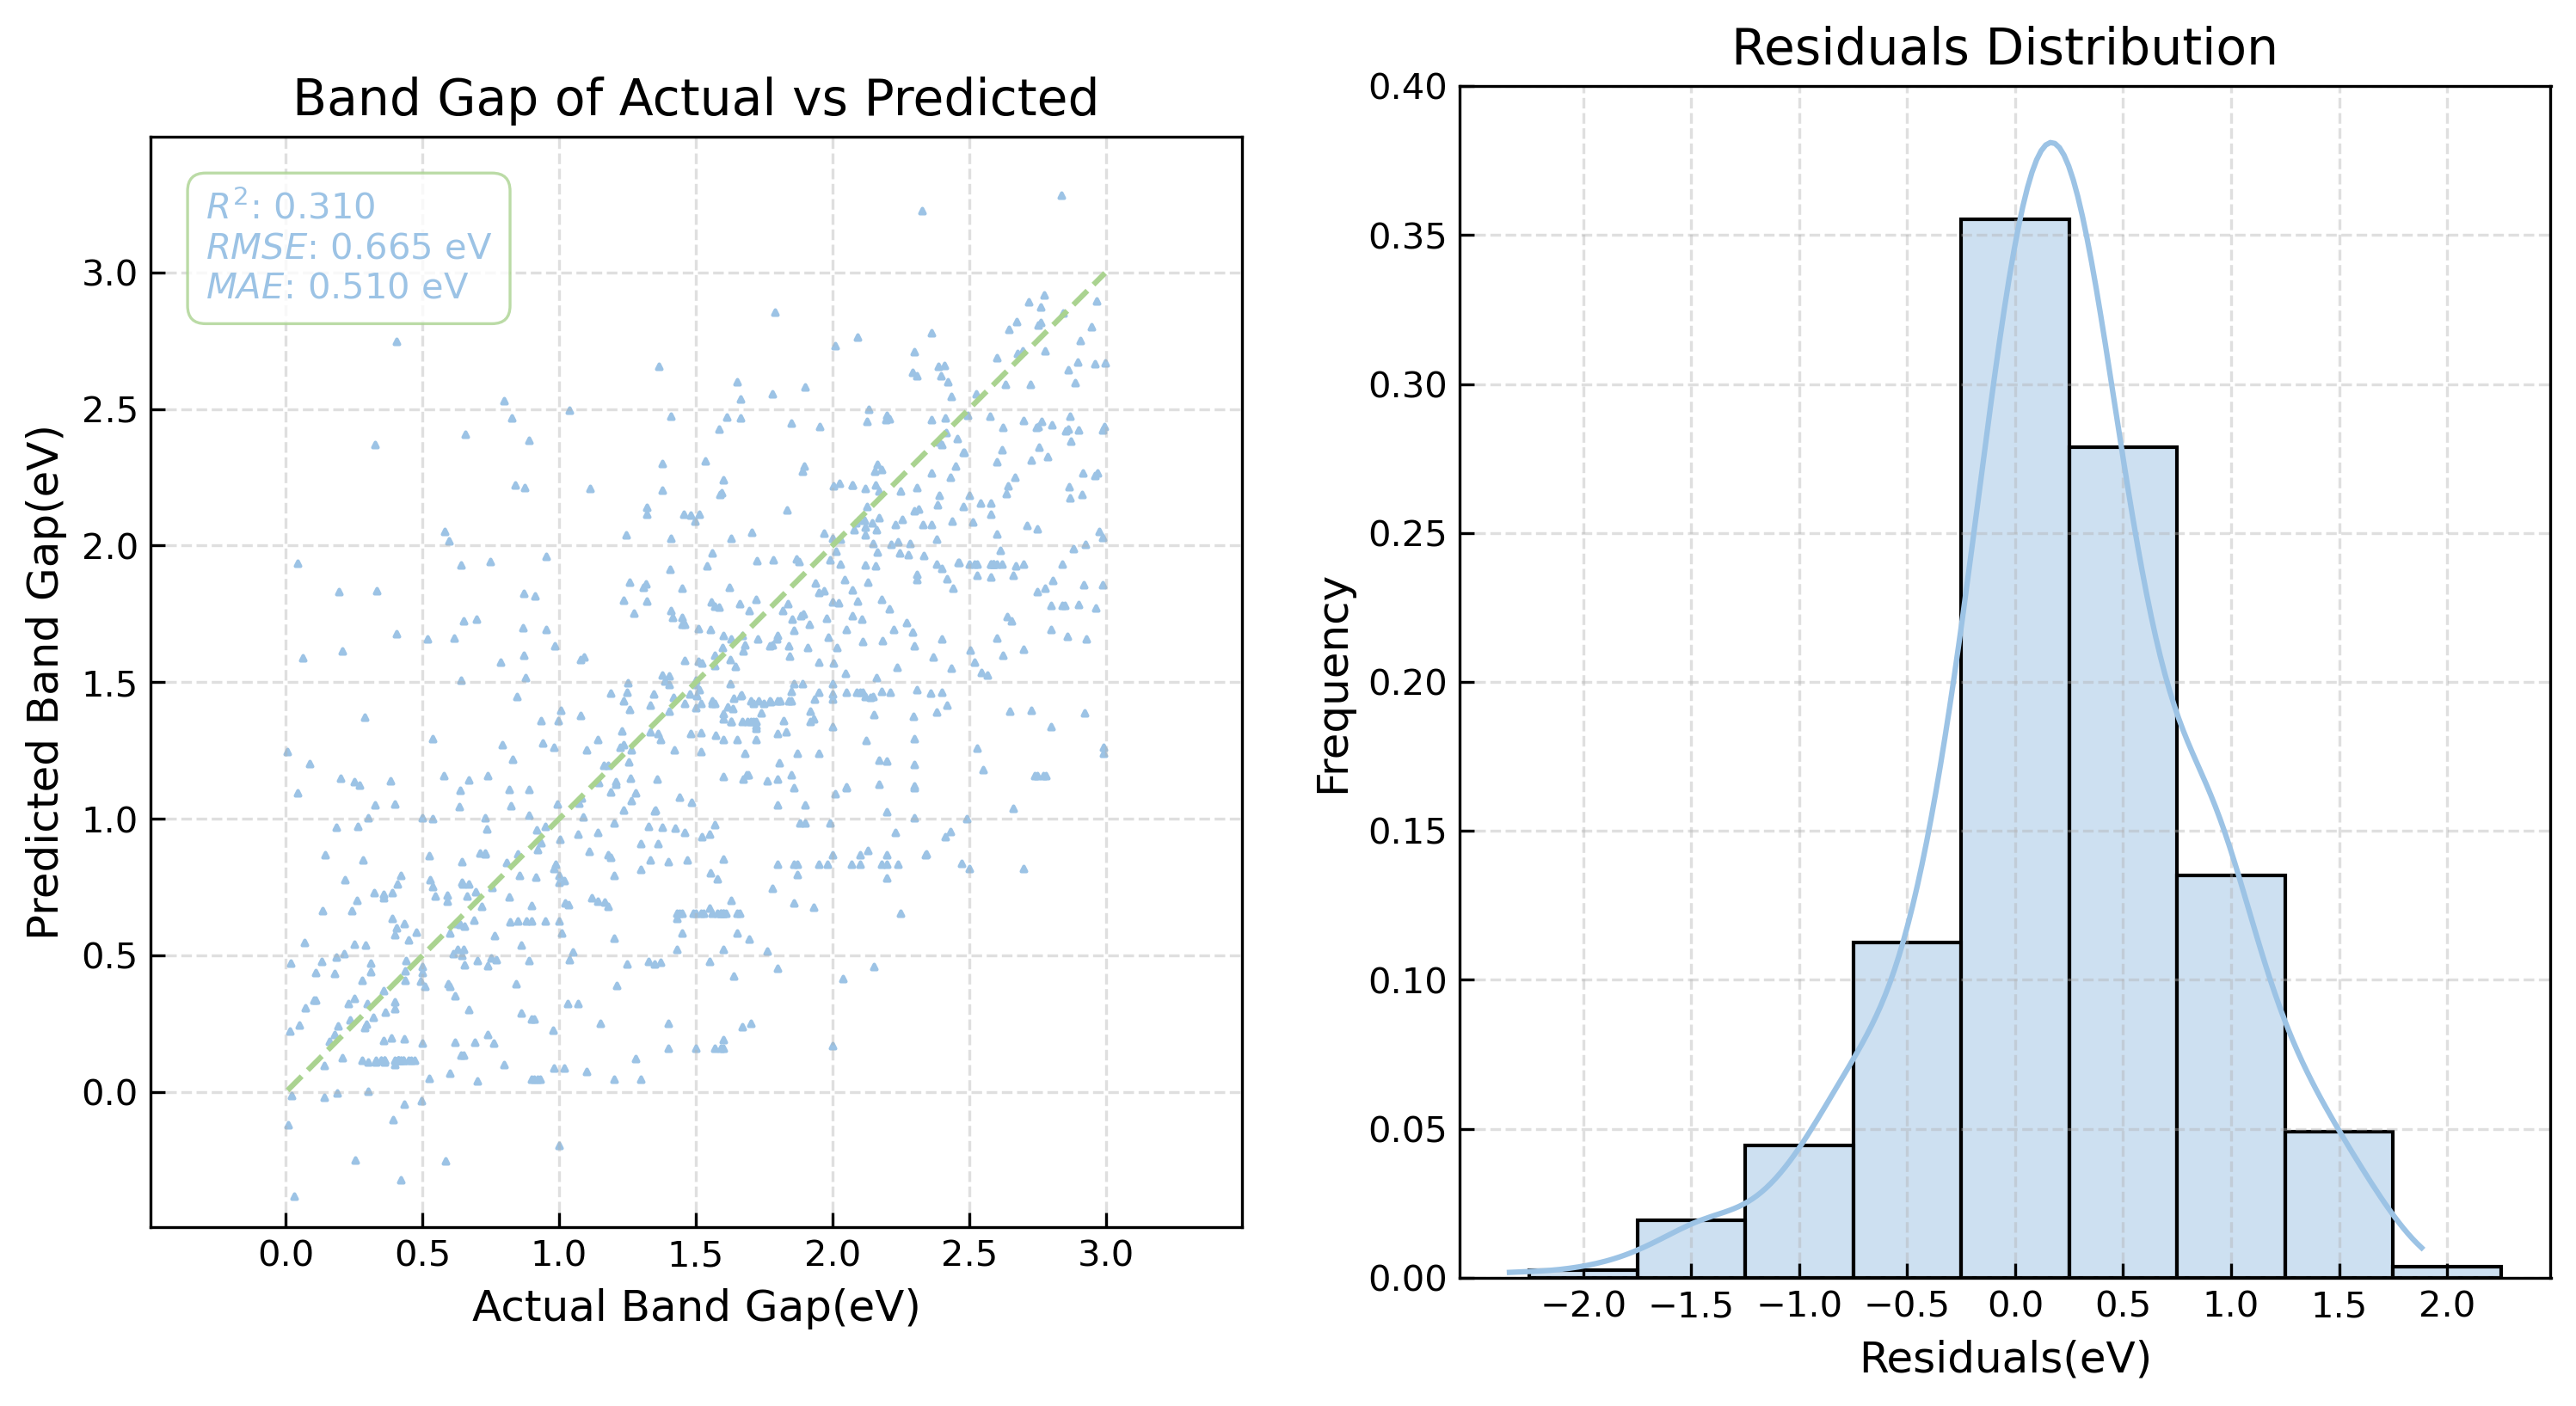 Band Gap of Actual vs Predicted
R²: 0.310
RMSE: 0.665 eV
MAE: 0.510 eV
3.0
2.5
2.0
1.5
1.0
0.5
0.0
Predicted Band Gap(eV)
0.0 0.5 1.0 1.5 2.0 2.5 3.0
Actual Band Gap(eV)
Residuals Distribution
0.40
0.35
0.30
0.25
0.20
0.15
0.10
0.05
0.00
Frequency
−2.0 −1.5 −1.0 −0.5 0.0 0.5 1.0 1.5 2.0
Residuals(eV)